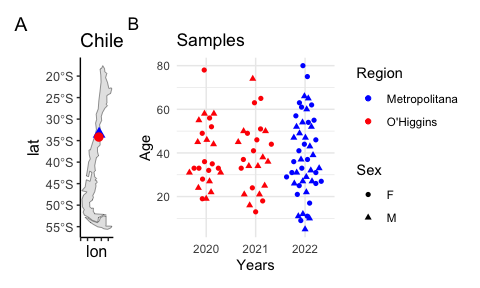 A
B
Chile
Samples
20°S
25°S
30°S
35°S
40°S
45°S
50°S
55°S
lat
lon
80
60
40
20
Age
2020
2021
2022
Years
Region
Metropolitana
O'Higgins
Sex
F
M